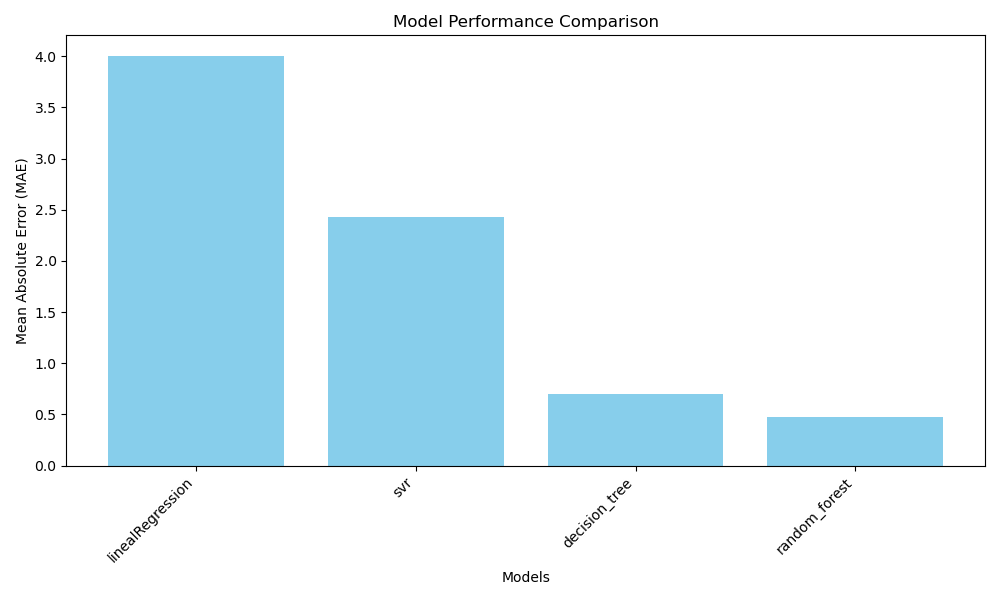 Model Performance Comparison
Mean Absolute Error (MAE)
4.0
3.5
3.0
2.5
2.0
1.5
1.0
0.5
0.0
linealRegression
svr
decision_tree
random_forest
Models